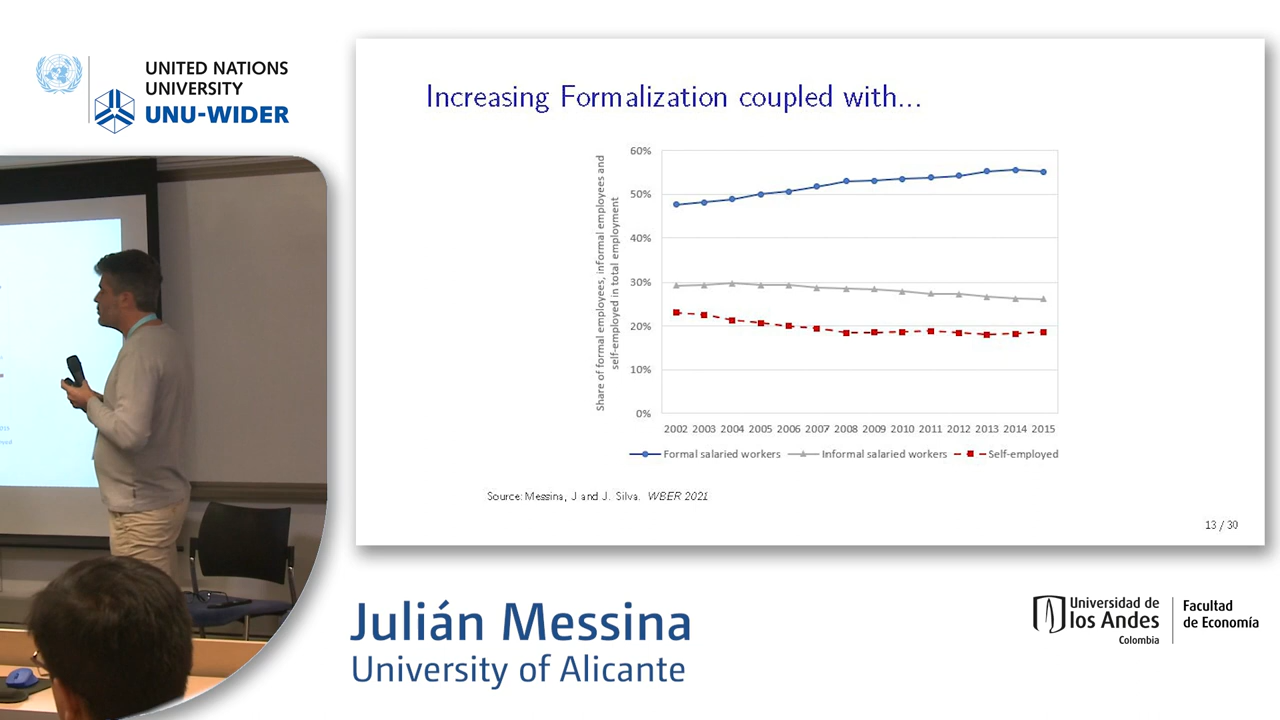 UNITED NATIONS
UNIVERSITY
UNU-WIDER
Increasing Formalization coupled with...
Share of formal employees, informal employees and
self-employed in total employment
60%
50%
40%
30%
20%
10%
0%
2002 2003 2004 2005 2006 2007 2008 2009 2010 2011 2012 2013 2014 2015
Formal salaried workers Informal salaried workers Self-employed
Source: Messina, J and J. Silva. WBER 2021
13 / 30
Julián Messina
University of Alicante
Universidad de
los Andes
Colombia
Facultad
de Economía